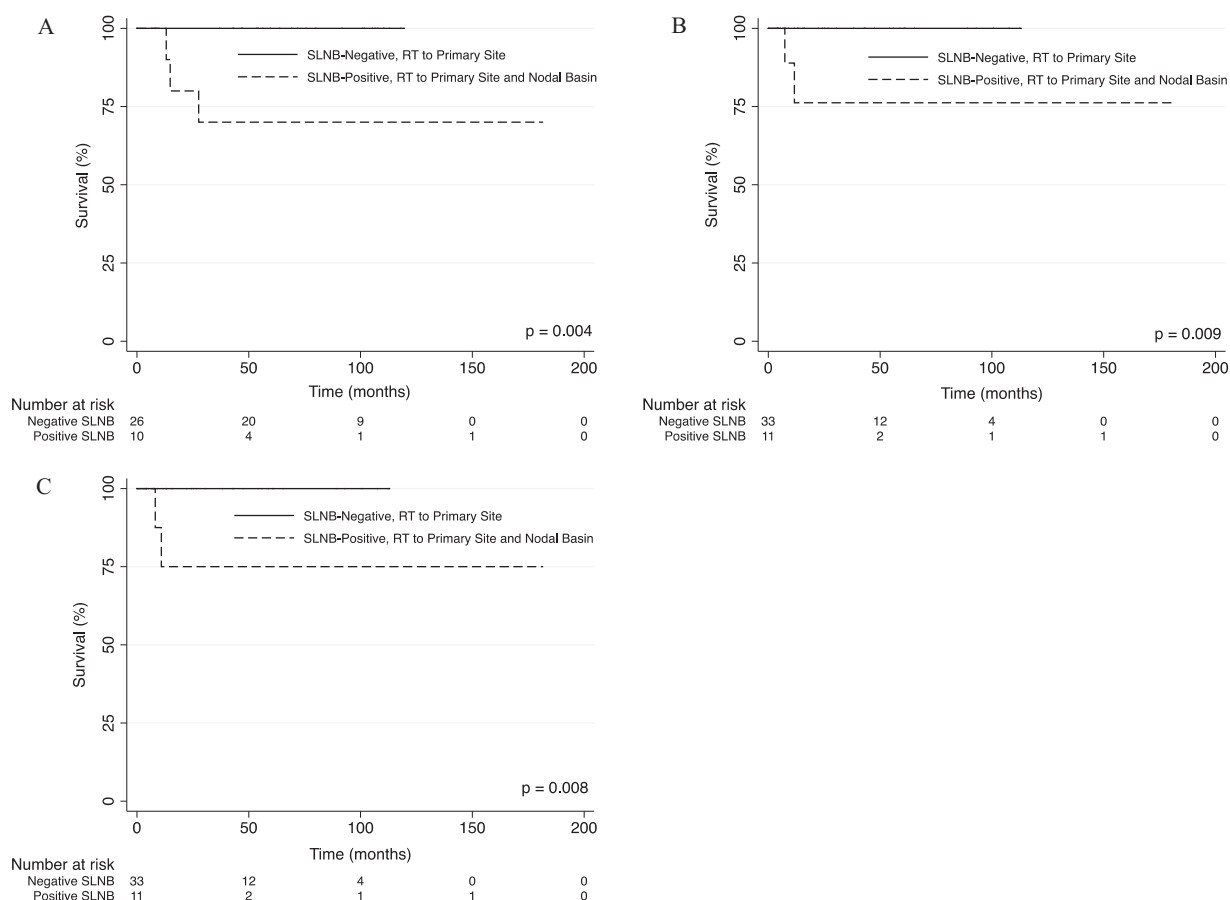 A
100
75
50
25
0
Survival (%)
SLNB-Negative, RT to Primary Site
SLNB-Positive, RT to Primary Site and Nodal Basin
p = 0.004
0 50 100 150 200
Time (months)
Number at risk
Negative SLNB 26 20 9 0 0
Positive SLNB 10 4 1 1 0
B
100
75
50
25
0
Survival (%)
SLNB-Negative, RT to Primary Site
SLNB-Positive, RT to Primary Site and Nodal Basin
p = 0.009
0 50 100 150 200
Time (months)
Number at risk
Negative SLNB 33 12 4 0 0
Positive SLNB 11 2 1 1 0
C
100
75
50
25
0
Survival (%)
SLNB-Negative, RT to Primary Site
SLNB-Positive, RT to Primary Site and Nodal Basin
p = 0.008
0 50 100 150 200
Time (months)
Number at risk
Negative SLNB 33 12 4 0 0
Positive SLNB 11 2 1 1 0